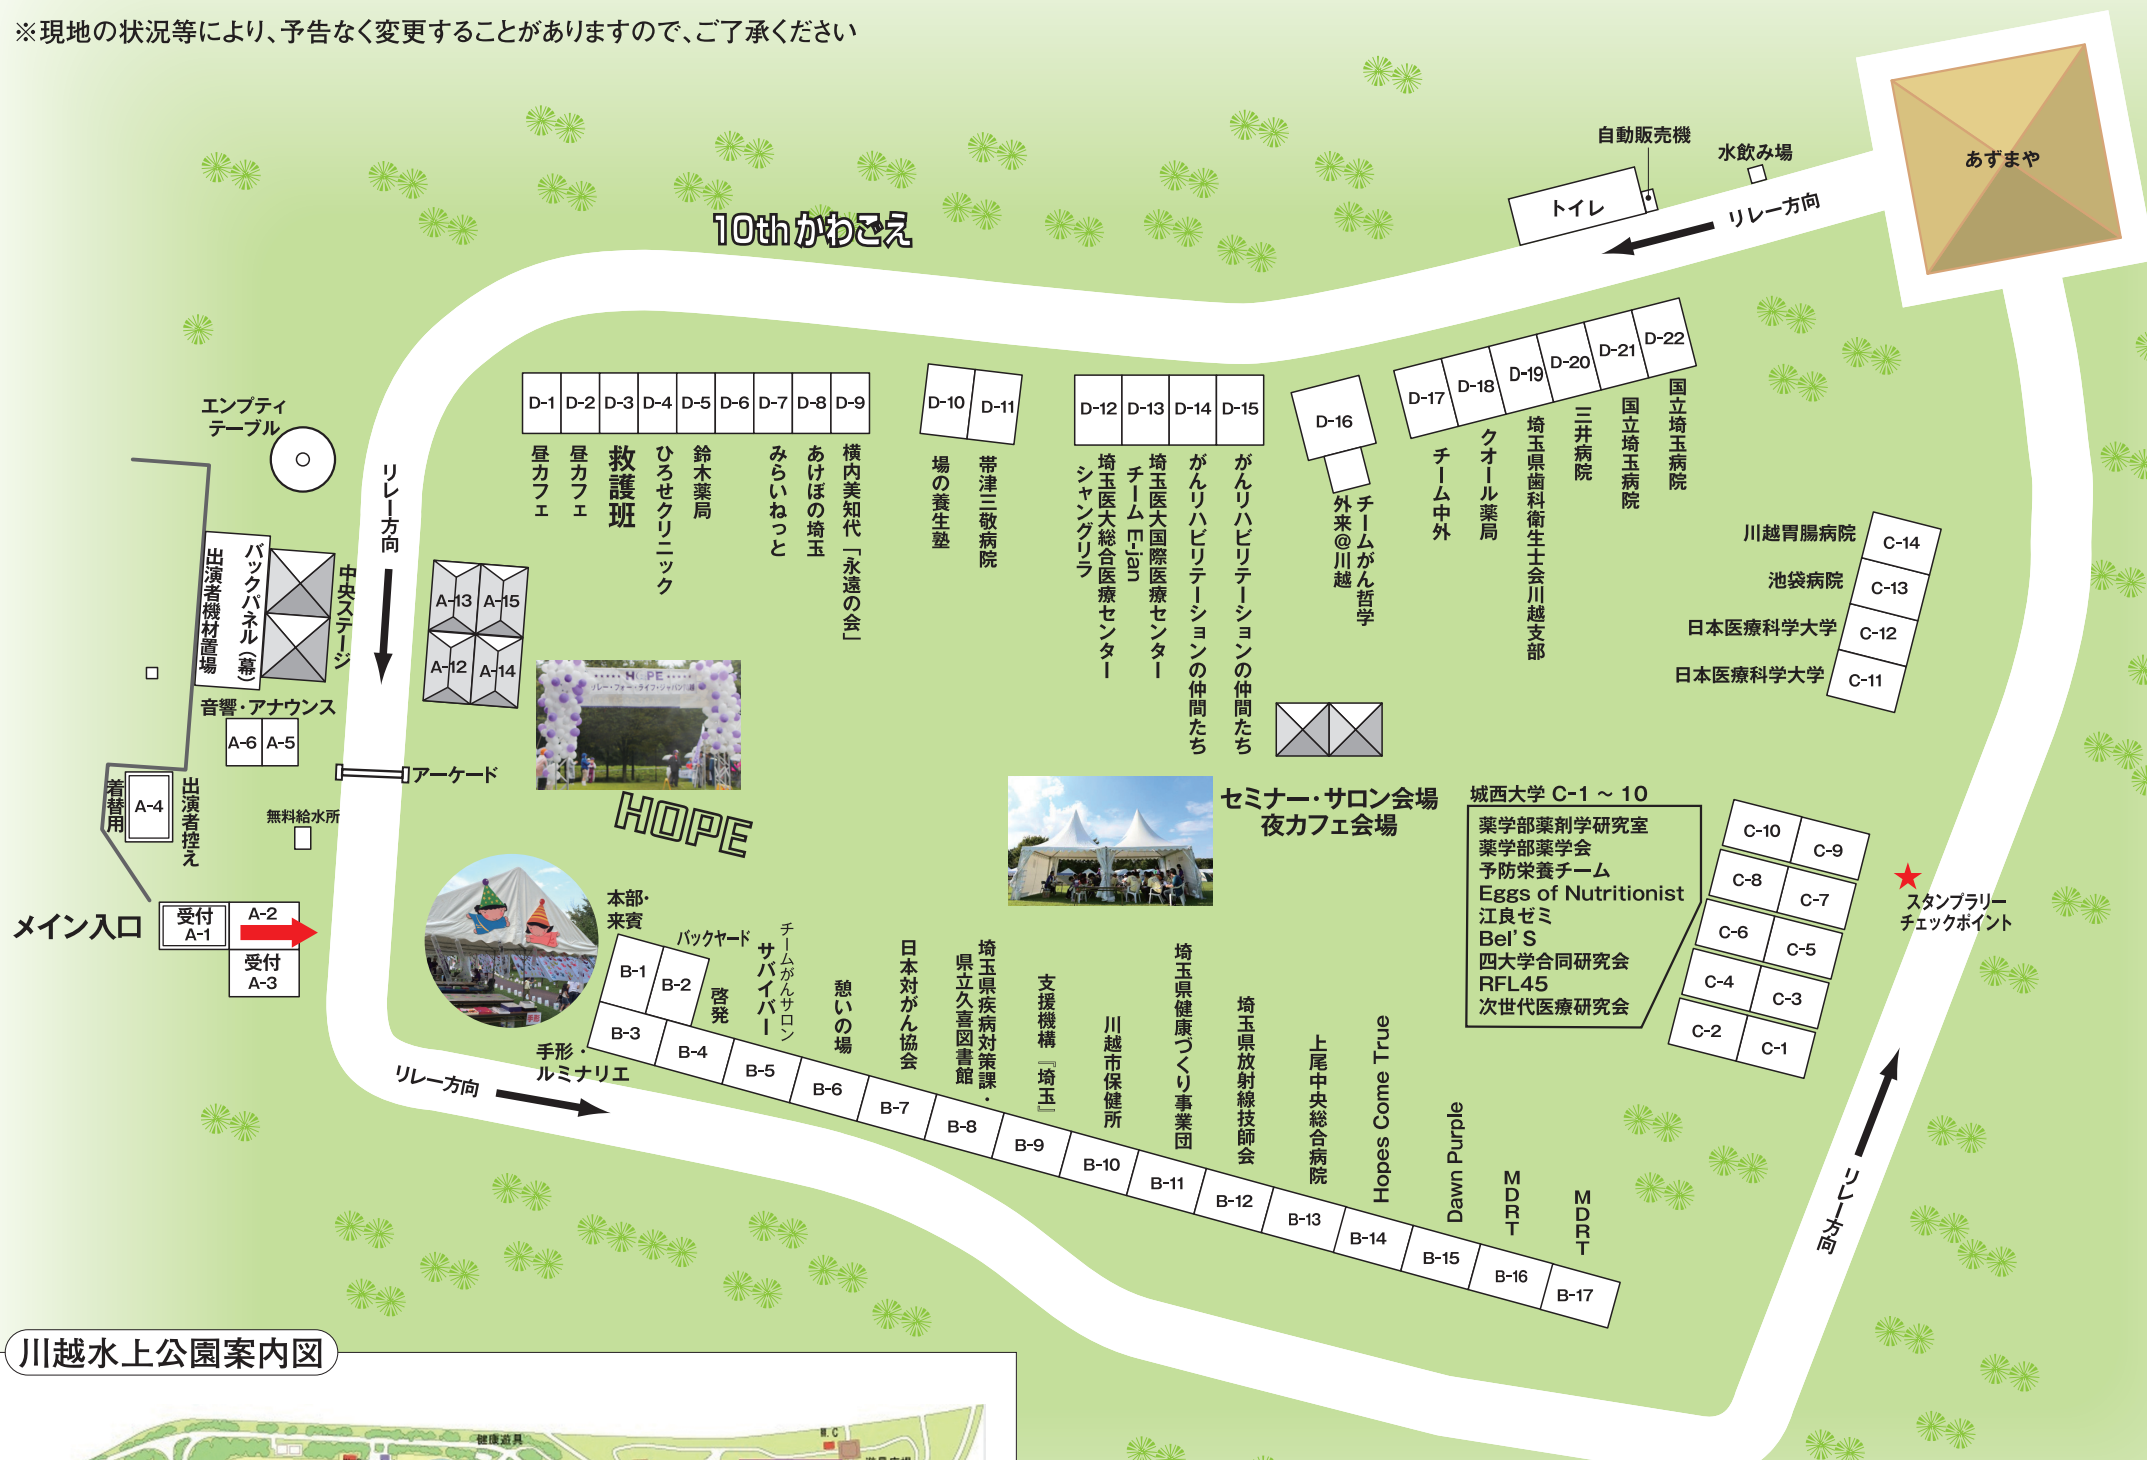 ※現地の状況等により、予告なく変更することがありますので、ご了承ください
あずまや
自動販売機
水飲み場
トイレ
リレー方向
10th かわごえ
D-1
D-2
D-3
D-4
D-5
D-6
D-7
D-8
D-9
昼カフェ
昼カフェ
救護班
ひろせクリニック
鈴木薬局
みらいねっと
あけぼの埼玉
横内美知代「永遠の会」
D-10
D-11
場の養生塾
帯津三敬病院
D-12
D-13
D-14
D-15
埼玉医大総合医療センター
シャングリラ
埼玉医大国際医療センター
チーム E-jan
がんリハビリテーションの仲間たち
がんリハビリテーションの仲間たち
D-16
チームがん哲学
外来@川越
D-17
D-18
D-19
D-20
D-21
D-22
チーム中外
クオール薬局
埼玉県歯科衛生士会川越支部
三井病院
国立埼玉病院
国立埼玉病院
エンプティ
テーブル
リレー方向
中央ステージ
バックパネル(幕)
出演者機材置場
A-13
A-15
A-12
A-14
音響・アナウンス
A-6
A-5
着替用
A-4
出演者控え
無料給水所
アーケード
HOPE
リレー・フォー・ライフ・ジャパン川越
HOPE
メイン入口
受付
A-1
A-2
受付
A-3
川越胃腸病院
C-14
池袋病院
C-13
日本医療科学大学
C-12
日本医療科学大学
C-11
セミナー・サロン会場
夜カフェ会場
城西大学 C-1 ～ 10
薬学部薬剤学研究室
薬学部薬学会
予防栄養チーム
Eggs of Nutritionist
江良ゼミ
Bel' S
四大学合同研究会
RFL45
次世代医療研究会
C-10
C-9
C-8
C-7
C-6
C-5
C-4
C-3
C-2
C-1
スタンプラリー
チェックポイント
リレー方向
本部・
来賓
バックヤード
B-1
B-2
手形
手形・
ルミナリエ
リレー方向
B-3
B-4
B-5
B-6
B-7
B-8
B-9
B-10
B-11
B-12
B-13
B-14
B-15
B-16
B-17
啓発
チームがんサロン
サバイバー
憩いの場
日本対がん協会
埼玉県疾病対策課・
県立久喜図書館
支援機構『埼玉』
川越市保健所
埼玉県健康づくり事業団
埼玉県放射線技師会
上尾中央総合病院
Hopes Come True
Dawn Purple
MDRT
MDRT
川越水上公園案内図
健康遊具
W.C